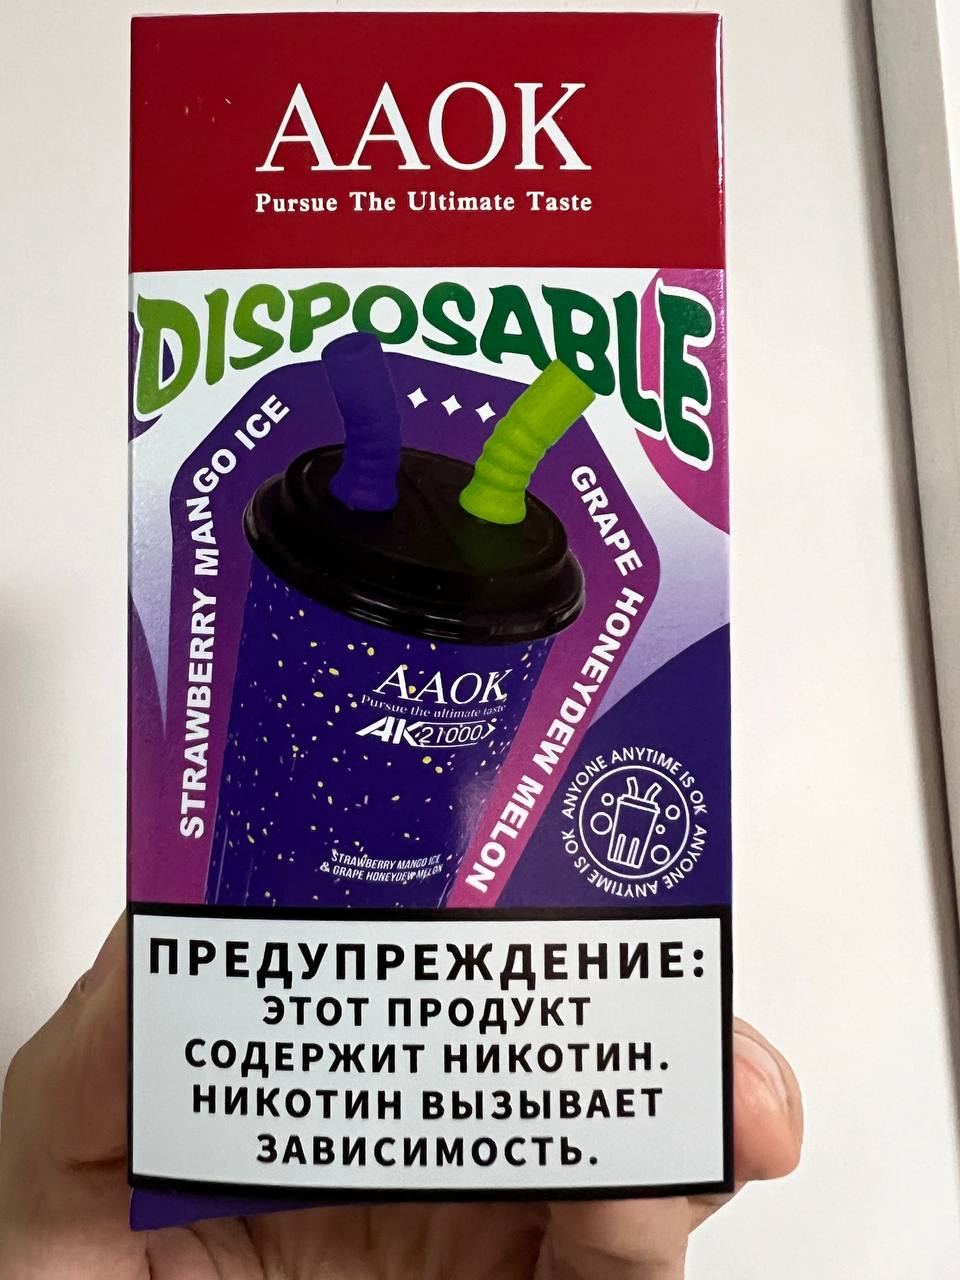 AAOK
Pursue The Ultimate Taste
DISPOSABLE
STRAWBERRY MANGO ICE
GRAPE HONEYDEW MELON
AAOK
Pursue the ultimate taste
AK 21000
STRAWBERRY MANGO ICE
& GRAPE HONEYDEW MELON
ANYONE ANYTIME IS OK ANYONE ANYTIME IS OK
ПРЕДУПРЕЖДЕНИЕ:
ЭТОТ ПРОДУКТ
СОДЕРЖИТ НИКОТИН.
НИКОТИН ВЫЗЫВАЕТ
ЗАВИСИМОСТЬ.